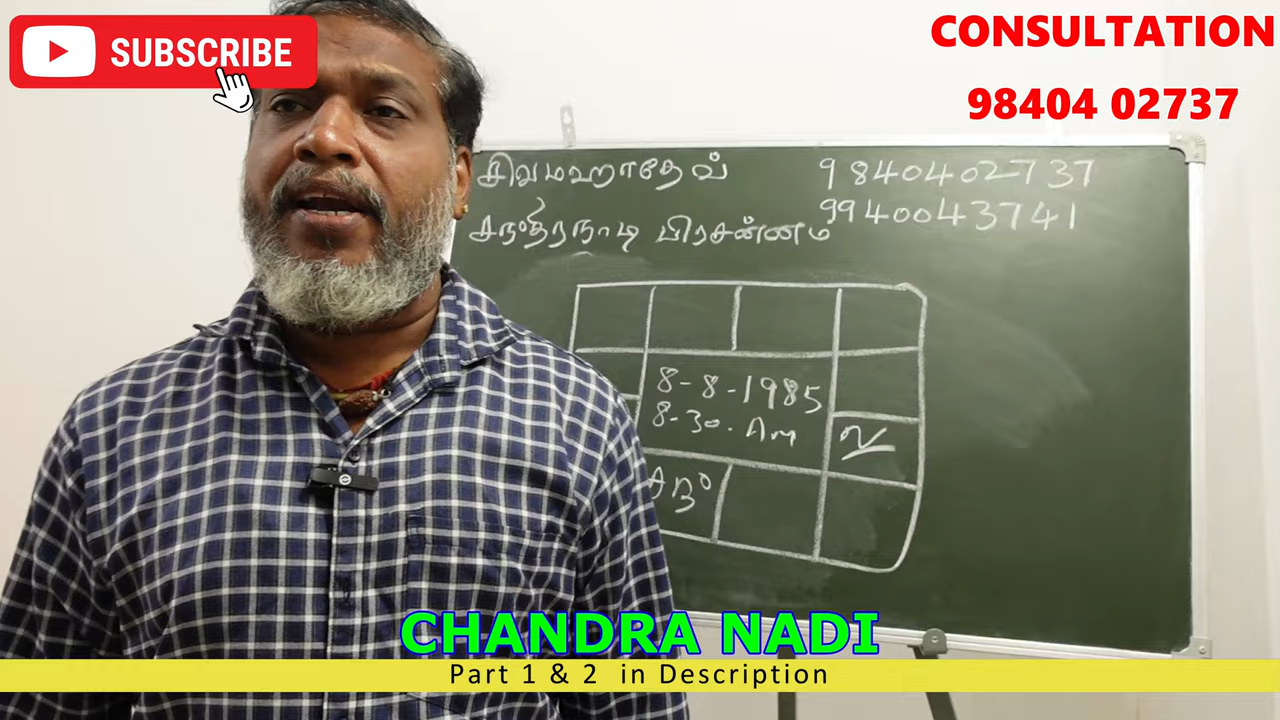 SUBSCRIBE
CONSULTATION
98404 02737
சிவமஹாதேவ் 9840402737
சந்திரநாடி பிரசன்னம் 9940043741
8-8-1985
8-30. Am
ல/
சந்
CHANDRA NADI
Part 1 & 2 in Description